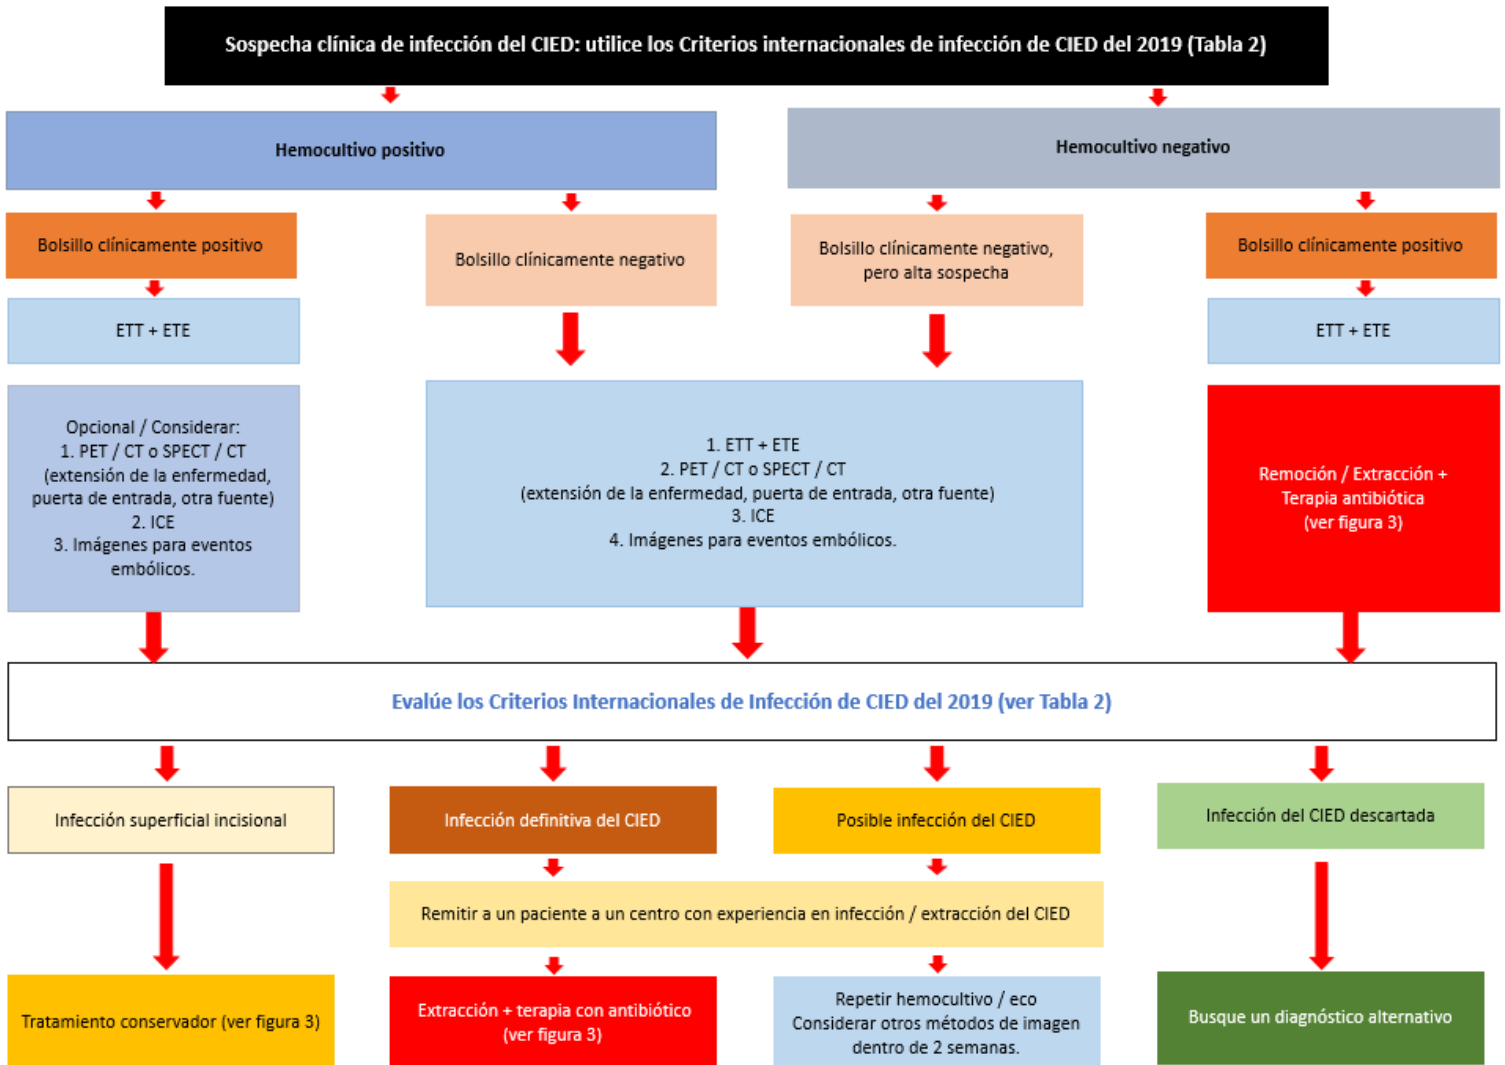 Sospecha clínica de infección del CIED: utilice los Criterios internacionales de infección de CIED del 2019 (Tabla 2)
Hemocultivo positivo
Hemocultivo negativo
Bolsillo clínicamente positivo
Bolsillo clínicamente negativo
Bolsillo clínicamente negativo,
pero alta sospecha
Bolsillo clínicamente positivo
ETT + ETE
ETT + ETE
Opcional / Considerar:
1. PET / CT o SPECT / CT
(extensión de la enfermedad,
puerta de entrada, otra fuente)
2. ICE
3. Imágenes para eventos
embólicos.
1. ETT + ETE
2. PET / CT o SPECT / CT
(extensión de la enfermedad, puerta de entrada, otra fuente)
3. ICE
4. Imágenes para eventos embólicos.
Remoción / Extracción +
Terapia antibiótica
(ver figura 3)
Evalúe los Criterios Internacionales de Infección de CIED del 2019 (ver Tabla 2)
Infección superficial incisional
Infección definitiva del CIED
Posible infección del CIED
Infección del CIED descartada
Remitir a un paciente a un centro con experiencia en infección / extracción del CIED
Tratamiento conservador (ver figura 3)
Extracción + terapia con antibiótico
(ver figura 3)
Repetir hemocultivo / eco
Considerar otros métodos de imagen
dentro de 2 semanas.
Busque un diagnóstico alternativo